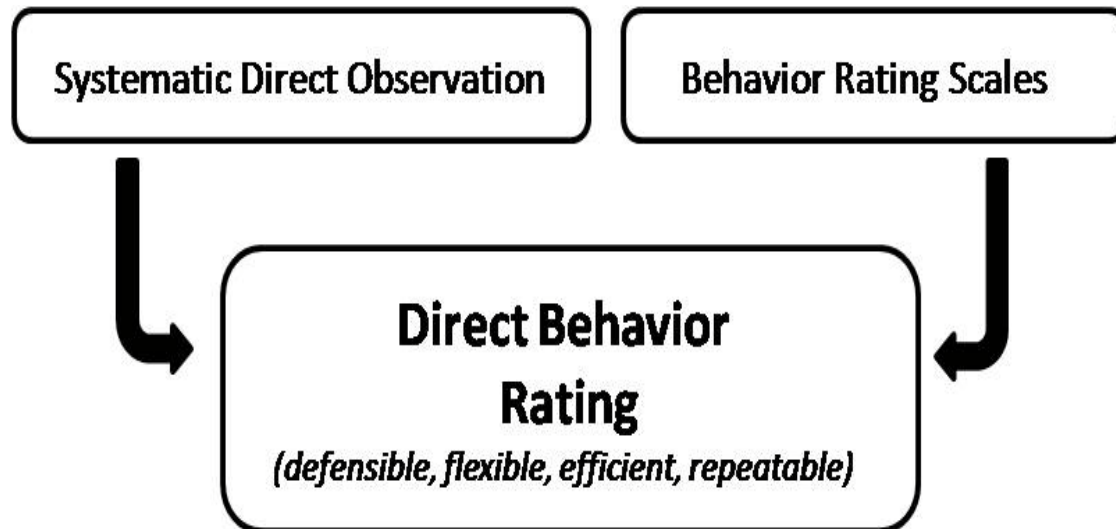 Systematic Direct Observation
Behavior Rating Scales
Direct Behavior
Rating
(defensible, flexible, efficient, repeatable)